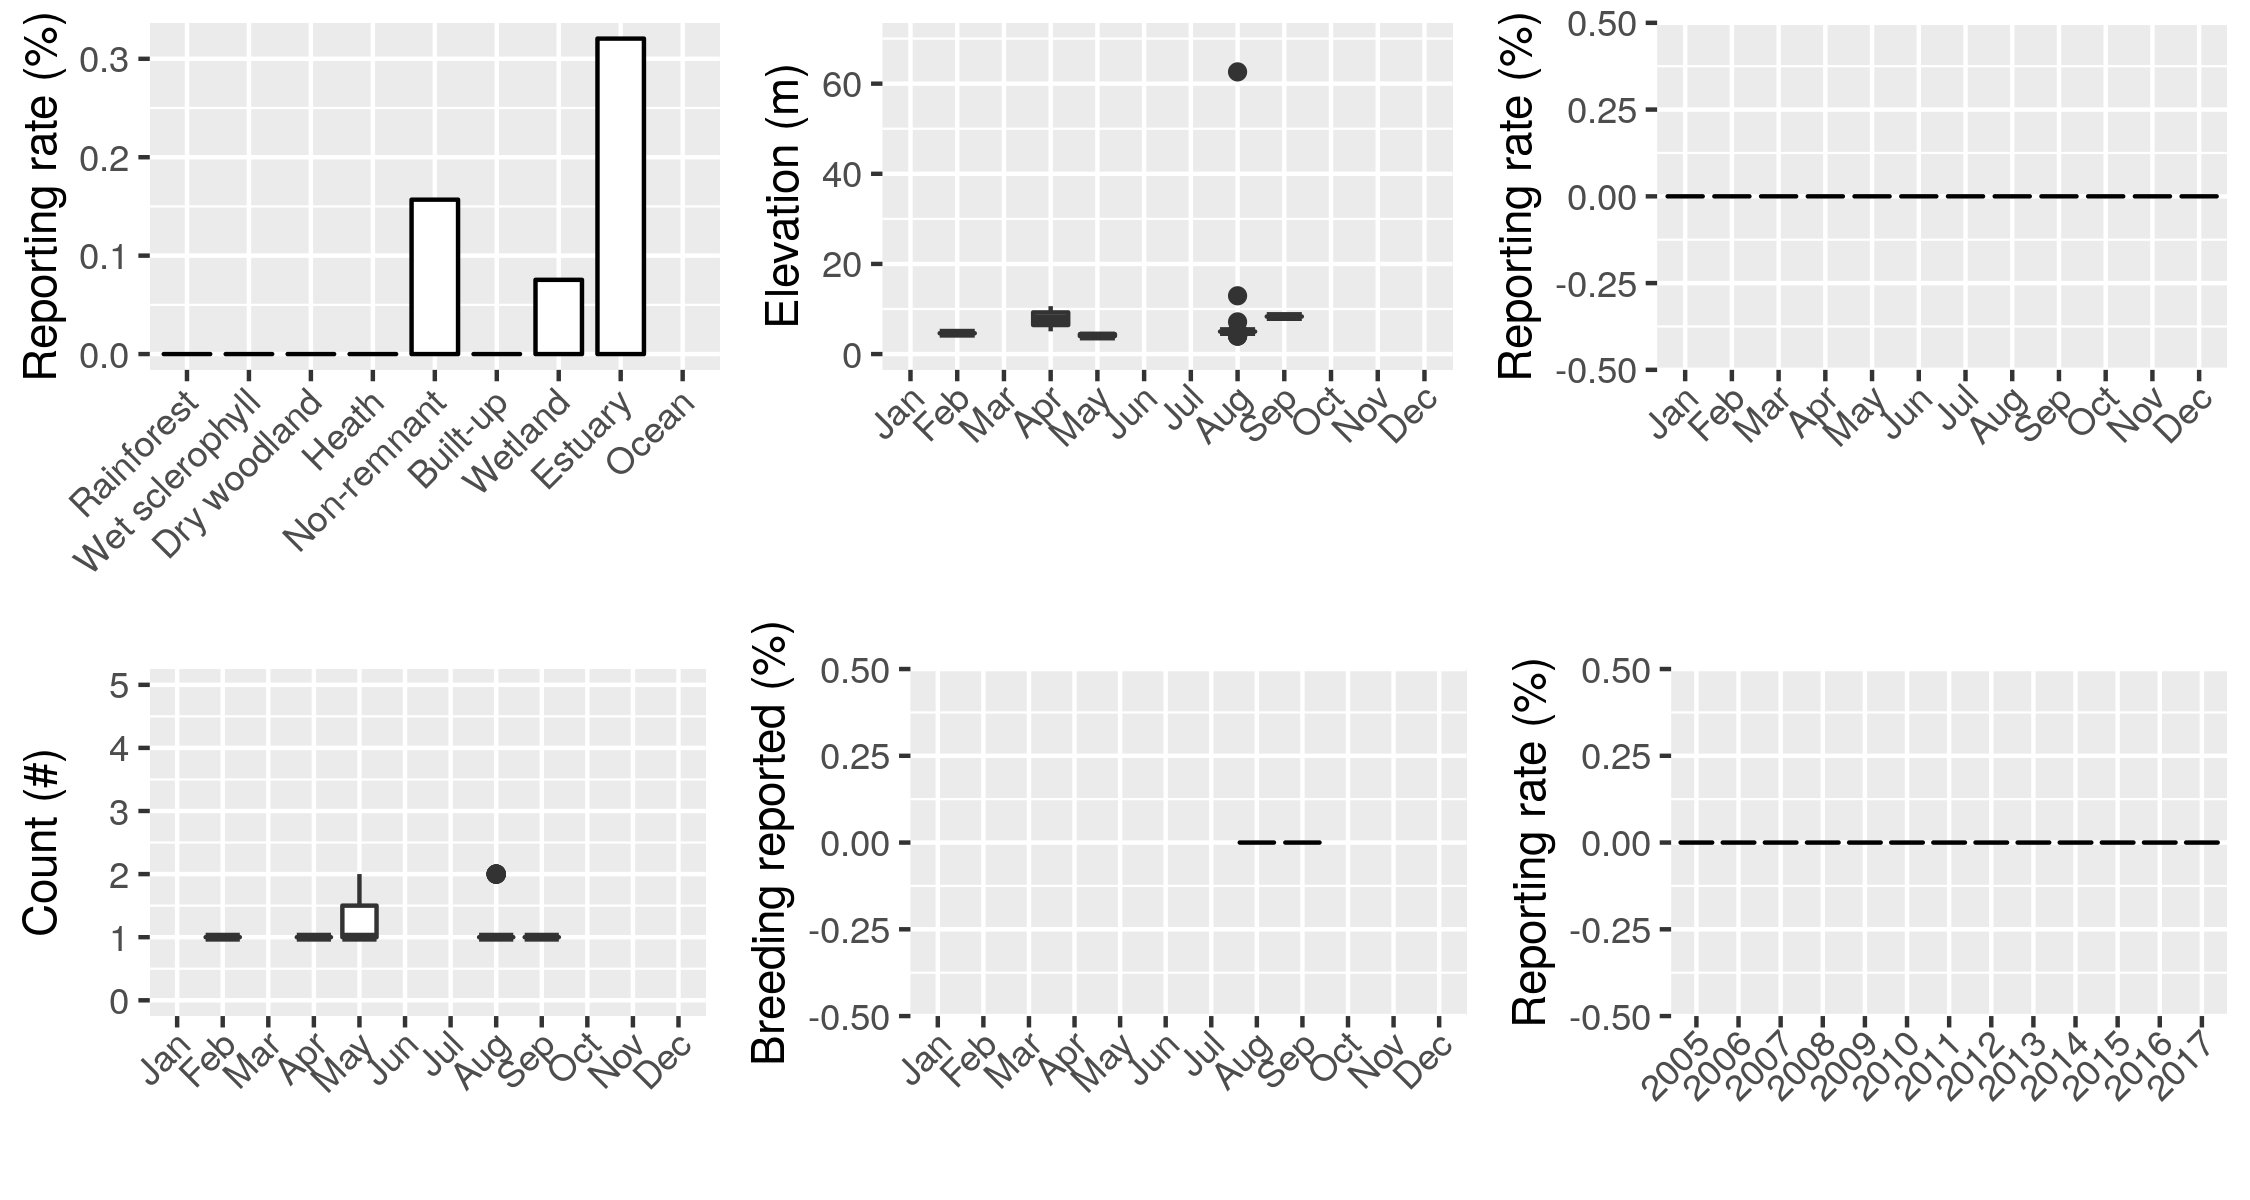 Reporting rate (%)
0.3
0.2
0.1
0.0
Rainforest
Wet sclerophyll
Dry woodland
Heath
Non-remnant
Built-up
Wetland
Estuary
Ocean
Elevation (m)
60
40
20
0
Jan
Feb
Mar
Apr
May
Jun
Jul
Aug
Sep
Oct
Nov
Dec
Reporting rate (%)
0.50
0.25
0.00
-0.25
-0.50
Jan
Feb
Mar
Apr
May
Jun
Jul
Aug
Sep
Oct
Nov
Dec
Count (#)
5
4
3
2
1
0
Jan
Feb
Mar
Apr
May
Jun
Jul
Aug
Sep
Oct
Nov
Dec
Breeding reported (%)
0.50
0.25
0.00
-0.25
-0.50
Jan
Feb
Mar
Apr
May
Jun
Jul
Aug
Sep
Oct
Nov
Dec
Reporting rate (%)
0.50
0.25
0.00
-0.25
-0.50
2005
2006
2007
2008
2009
2010
2011
2012
2013
2014
2015
2016
2017